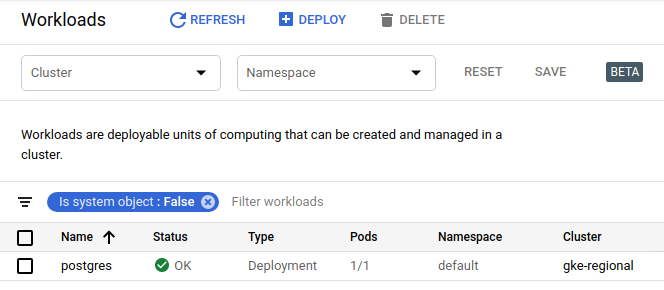 Workloads REFRESH DEPLOY DELETE
Cluster Namespace RESET SAVE BETA
Workloads are deployable units of computing that can be created and managed in a
cluster.
Is system object : False Filter workloads
Name Status Type Pods Namespace Cluster
postgres OK Deployment 1/1 default gke-regional